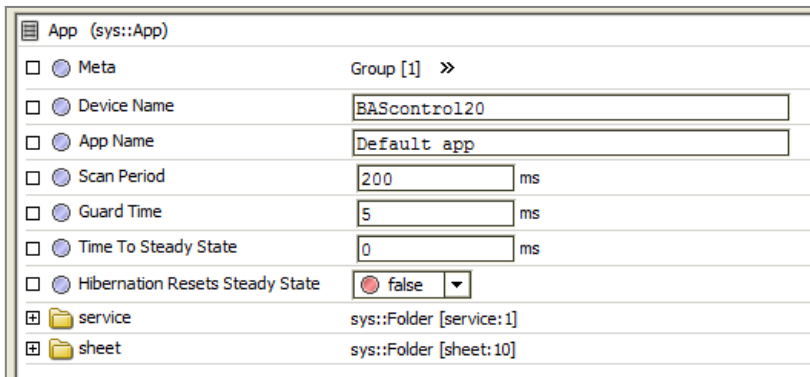 App (sys::App)
Meta Group [1] »
Device Name BAScontrol20
App Name Default app
Scan Period 200 ms
Guard Time 5 ms
Time To Steady State 0 ms
Hibernation Resets Steady State false
service sys::Folder [service:1]
sheet sys::Folder [sheet:10]